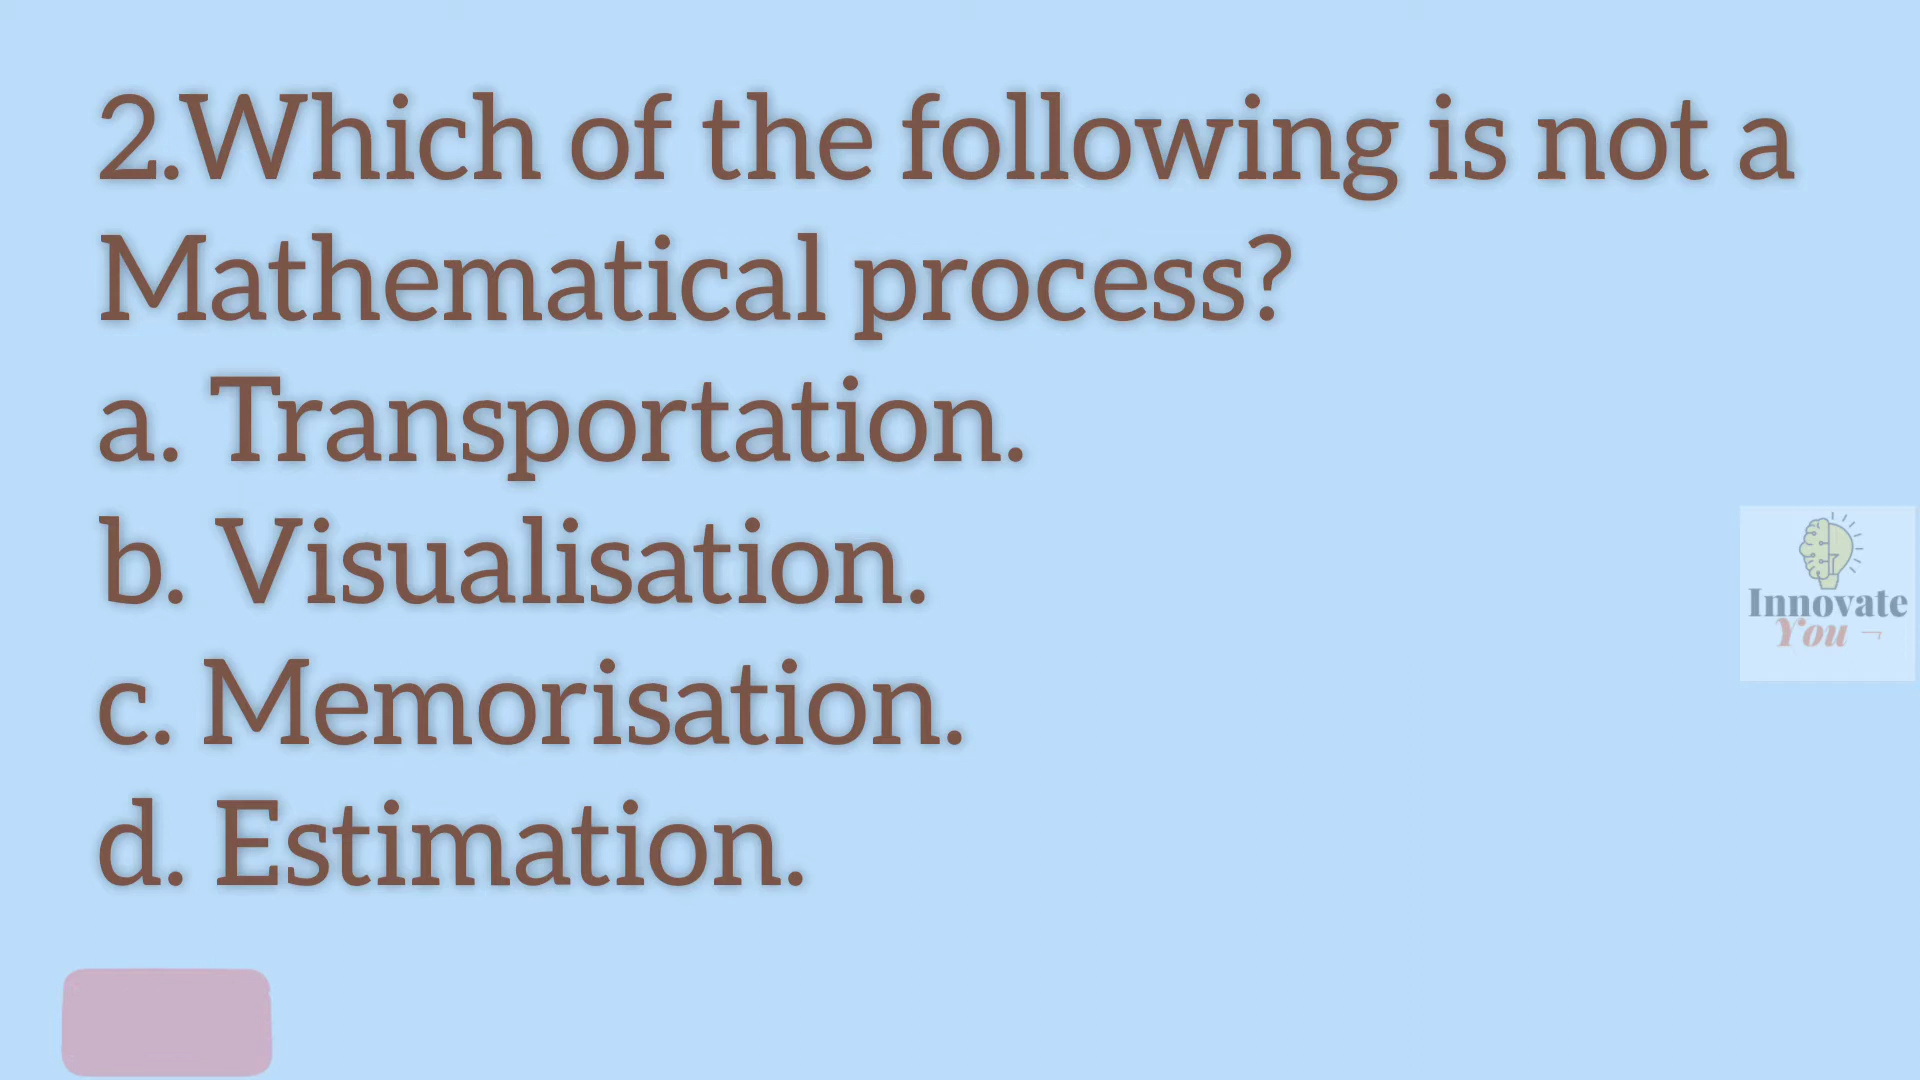 2.Which of the following is not a
Mathematical process?
a. Transportation.
b. Visualisation.
c. Memorisation.
d. Estimation.
Innovate
You